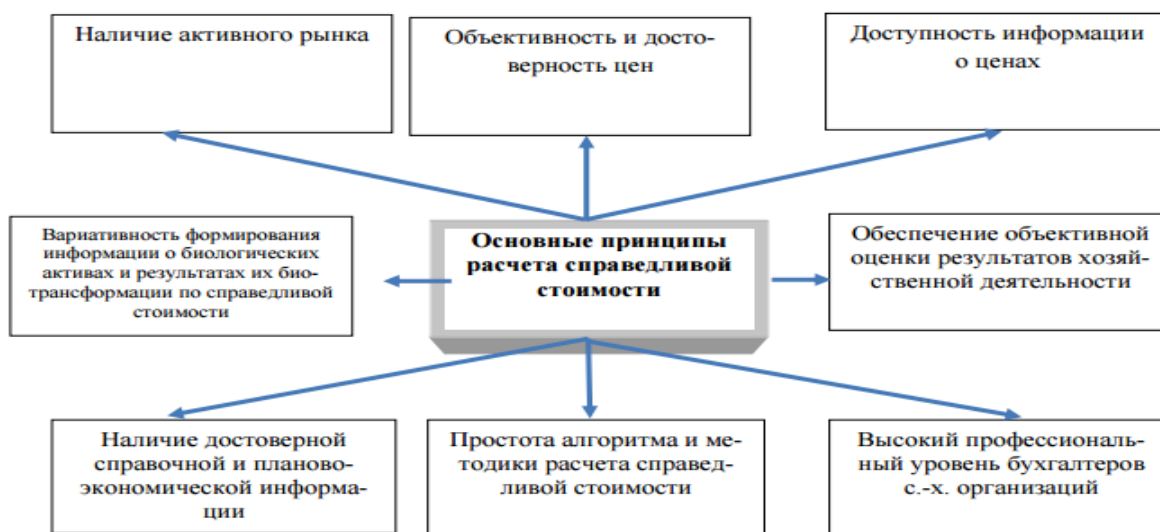 Наличие активного рынка
Объективность и досто-
верность цен
Доступность информации
о ценах
Вариативность формирования
информации о биологических
активах и результатах их био-
трансформации по справедливой
стоимости
Основные принципы
расчета справедливой
стоимости
Обеспечение объективной
оценки результатов хозяй-
ственной деятельности
Наличие достоверной
справочной и планово-
экономической информа-
ции
Простота алгоритма и ме-
тодики расчета справед-
ливой стоимости
Высокий профессиональ-
ный уровень бухгалтеров
с.-х. организаций